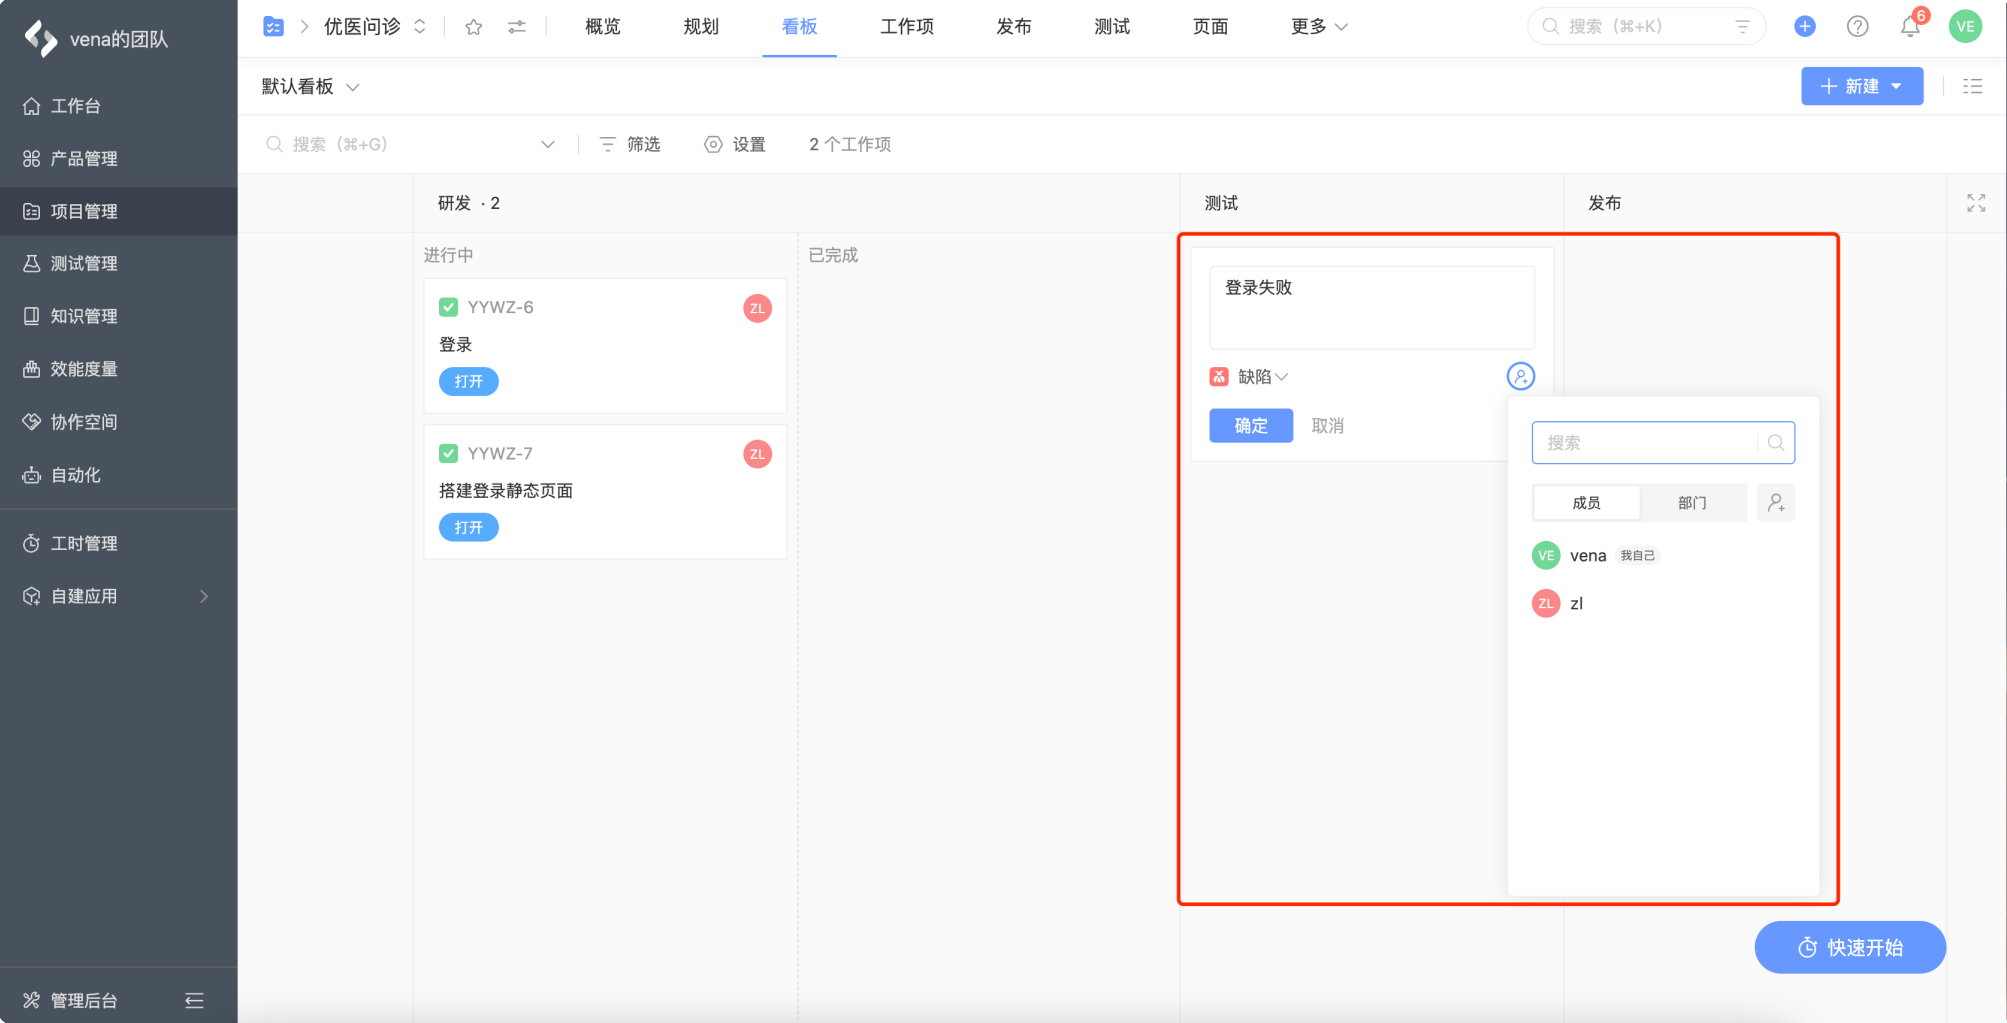 vena的团队
工作台
产品管理
项目管理
测试管理
知识管理
效能度量
协作空间
自动化
工时管理
自建应用
管理后台
优医问诊
概览
规划
看板
工作项
发布
测试
页面
更多
搜索（⌘+K）
6
VE
默认看板
新建
搜索（⌘+G）
筛选
设置
2 个工作项
研发 · 2
测试
发布
进行中
已完成
YYWZ-6
ZL
登录
打开
YYWZ-7
ZL
搭建登录静态页面
打开
登录失败
缺陷
确定
取消
搜索
成员
部门
VE vena 我自己
ZL zl
快速开始